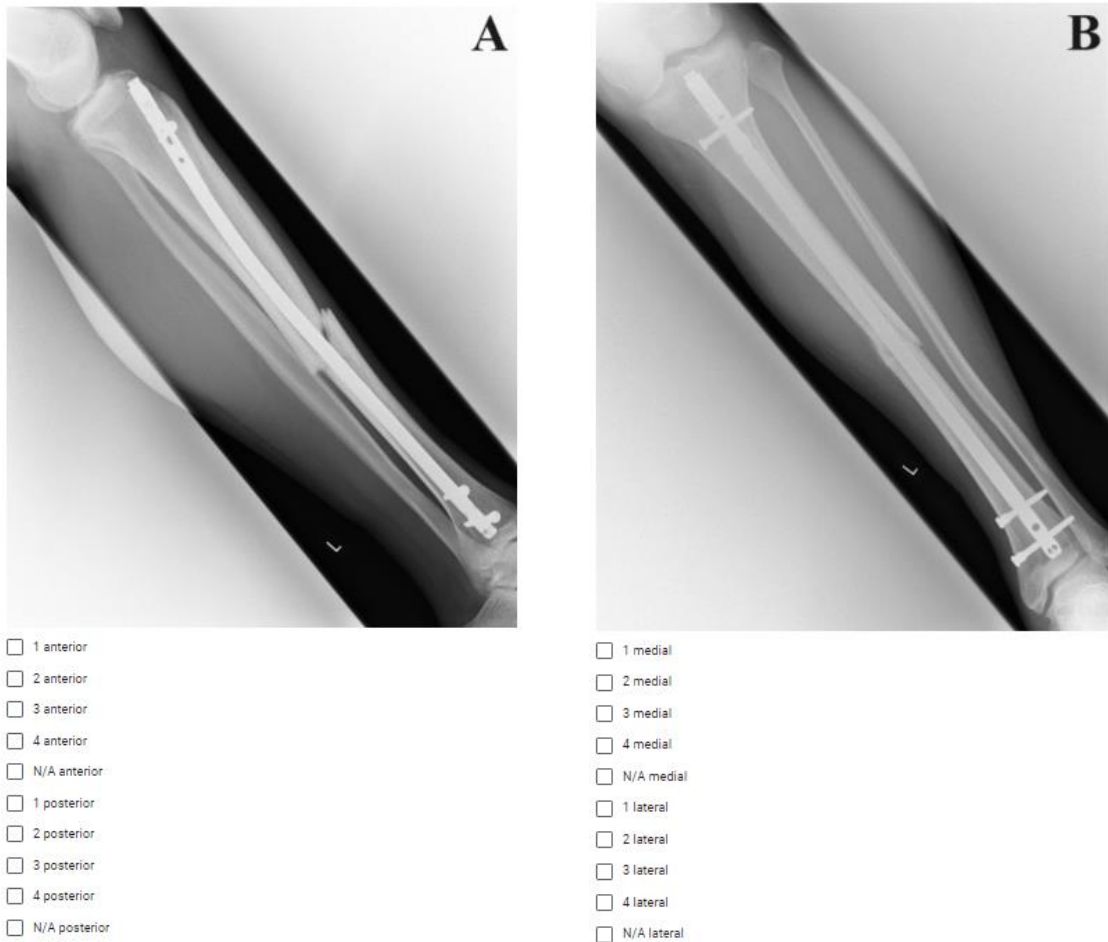 A
L
1 anterior
2 anterior
3 anterior
4 anterior
N/A anterior
1 posterior
2 posterior
3 posterior
4 posterior
N/A posterior
B
L
1 medial
2 medial
3 medial
4 medial
N/A medial
1 lateral
2 lateral
3 lateral
4 lateral
N/A lateral